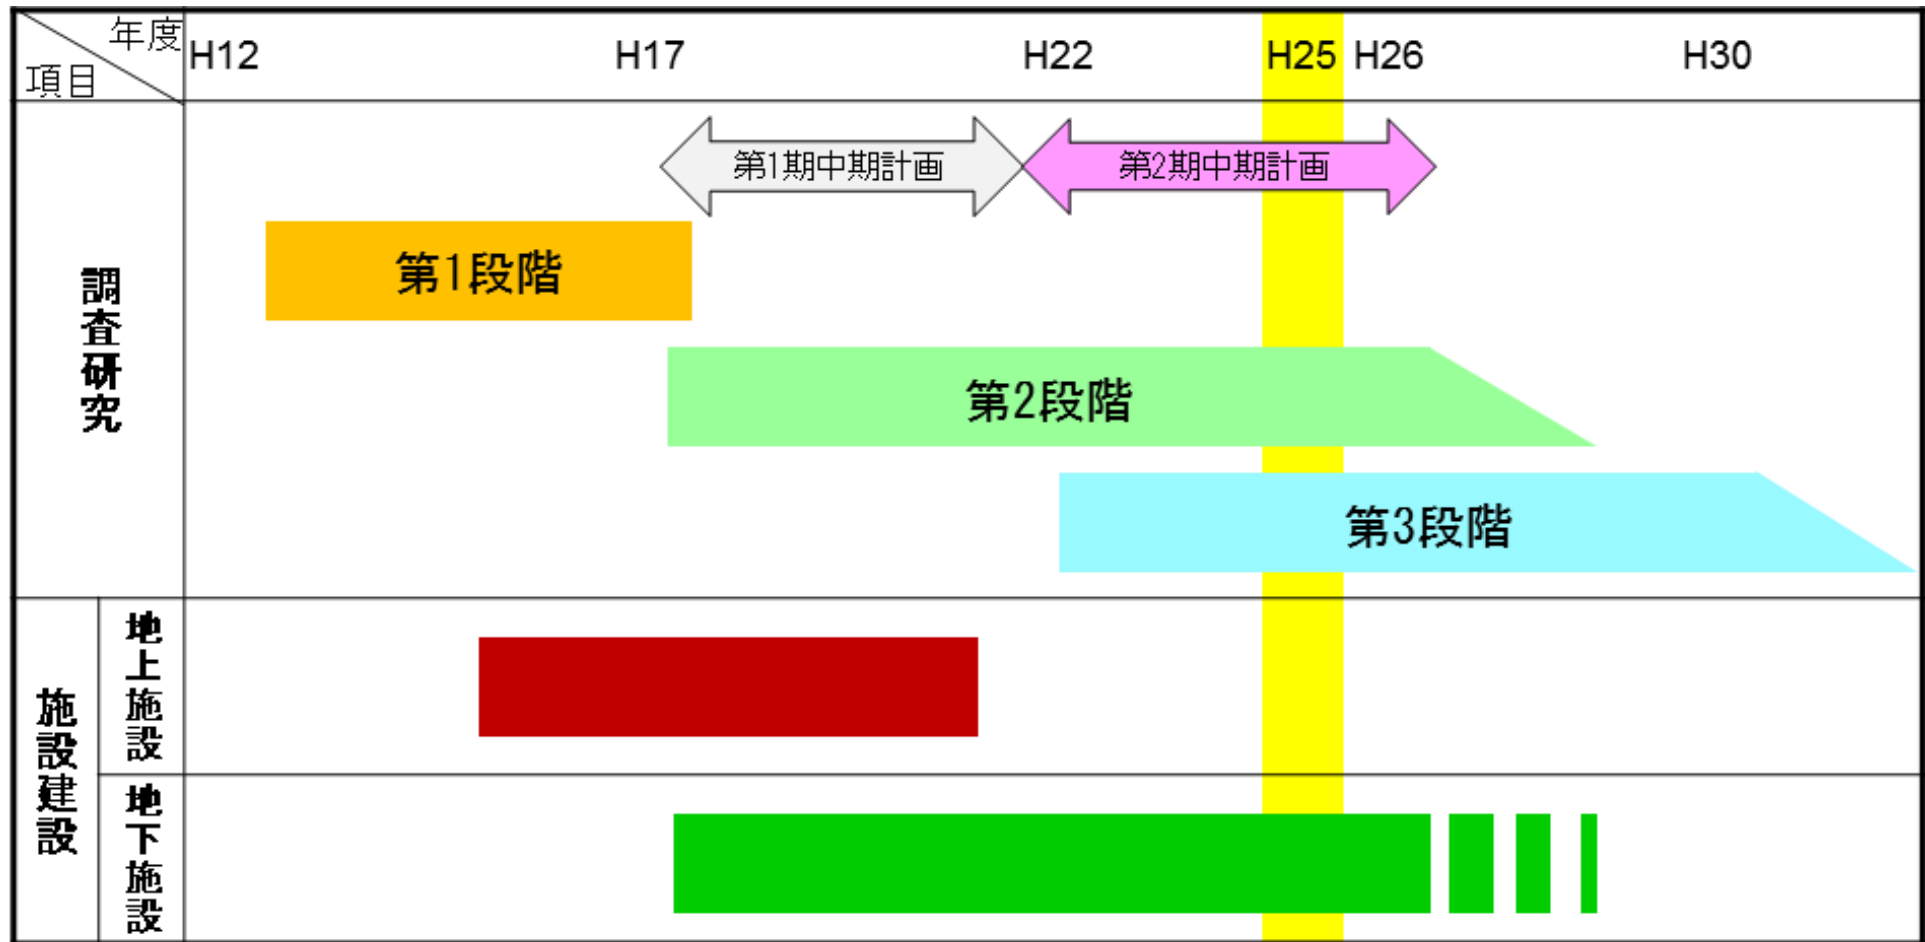 年度
項目
H12 H17 H22 H25 H26 H30
第1期中期計画 第2期中期計画
調査研究
第1段階
第2段階
第3段階
施設建設
地上施設
地下施設